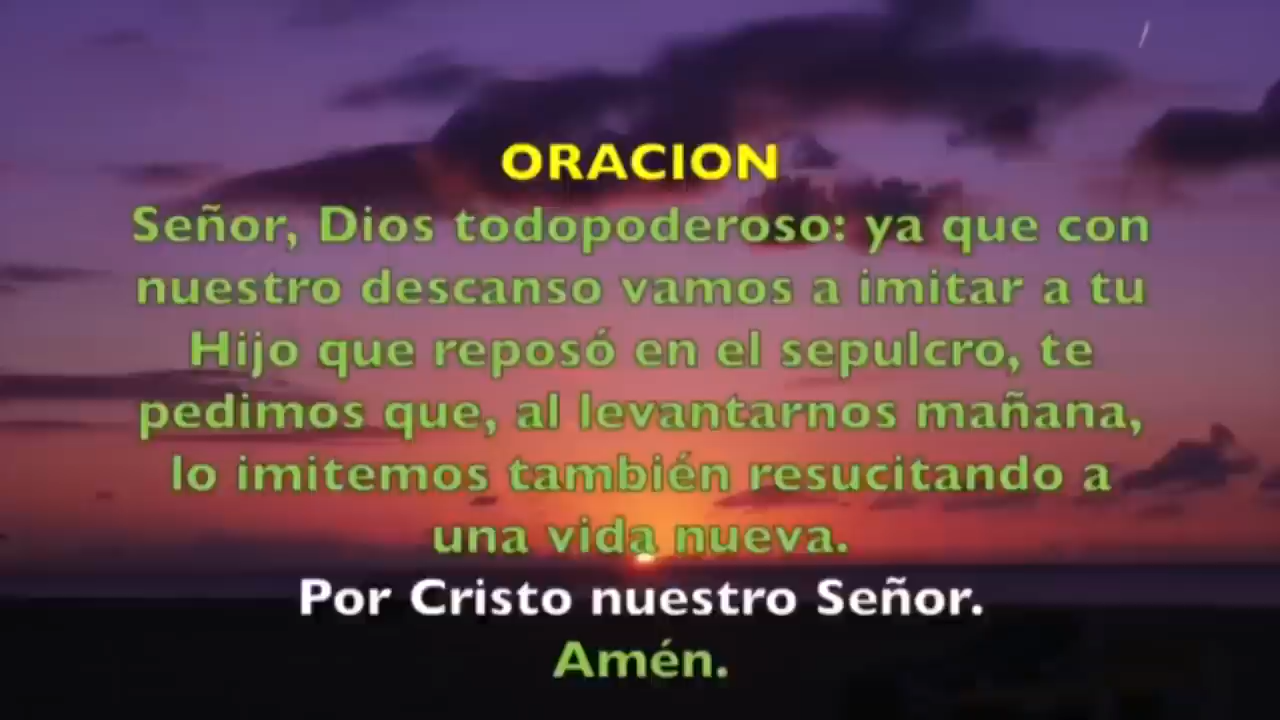 ORACION
Señor, Dios todopoderoso: ya que con
nuestro descanso vamos a imitar a tu
Hijo que reposó en el sepulcro, te
pedimos que, al levantarnos mañana,
lo imitemos también resucitando a
una vida nueva.
Por Cristo nuestro Señor.
Amén.